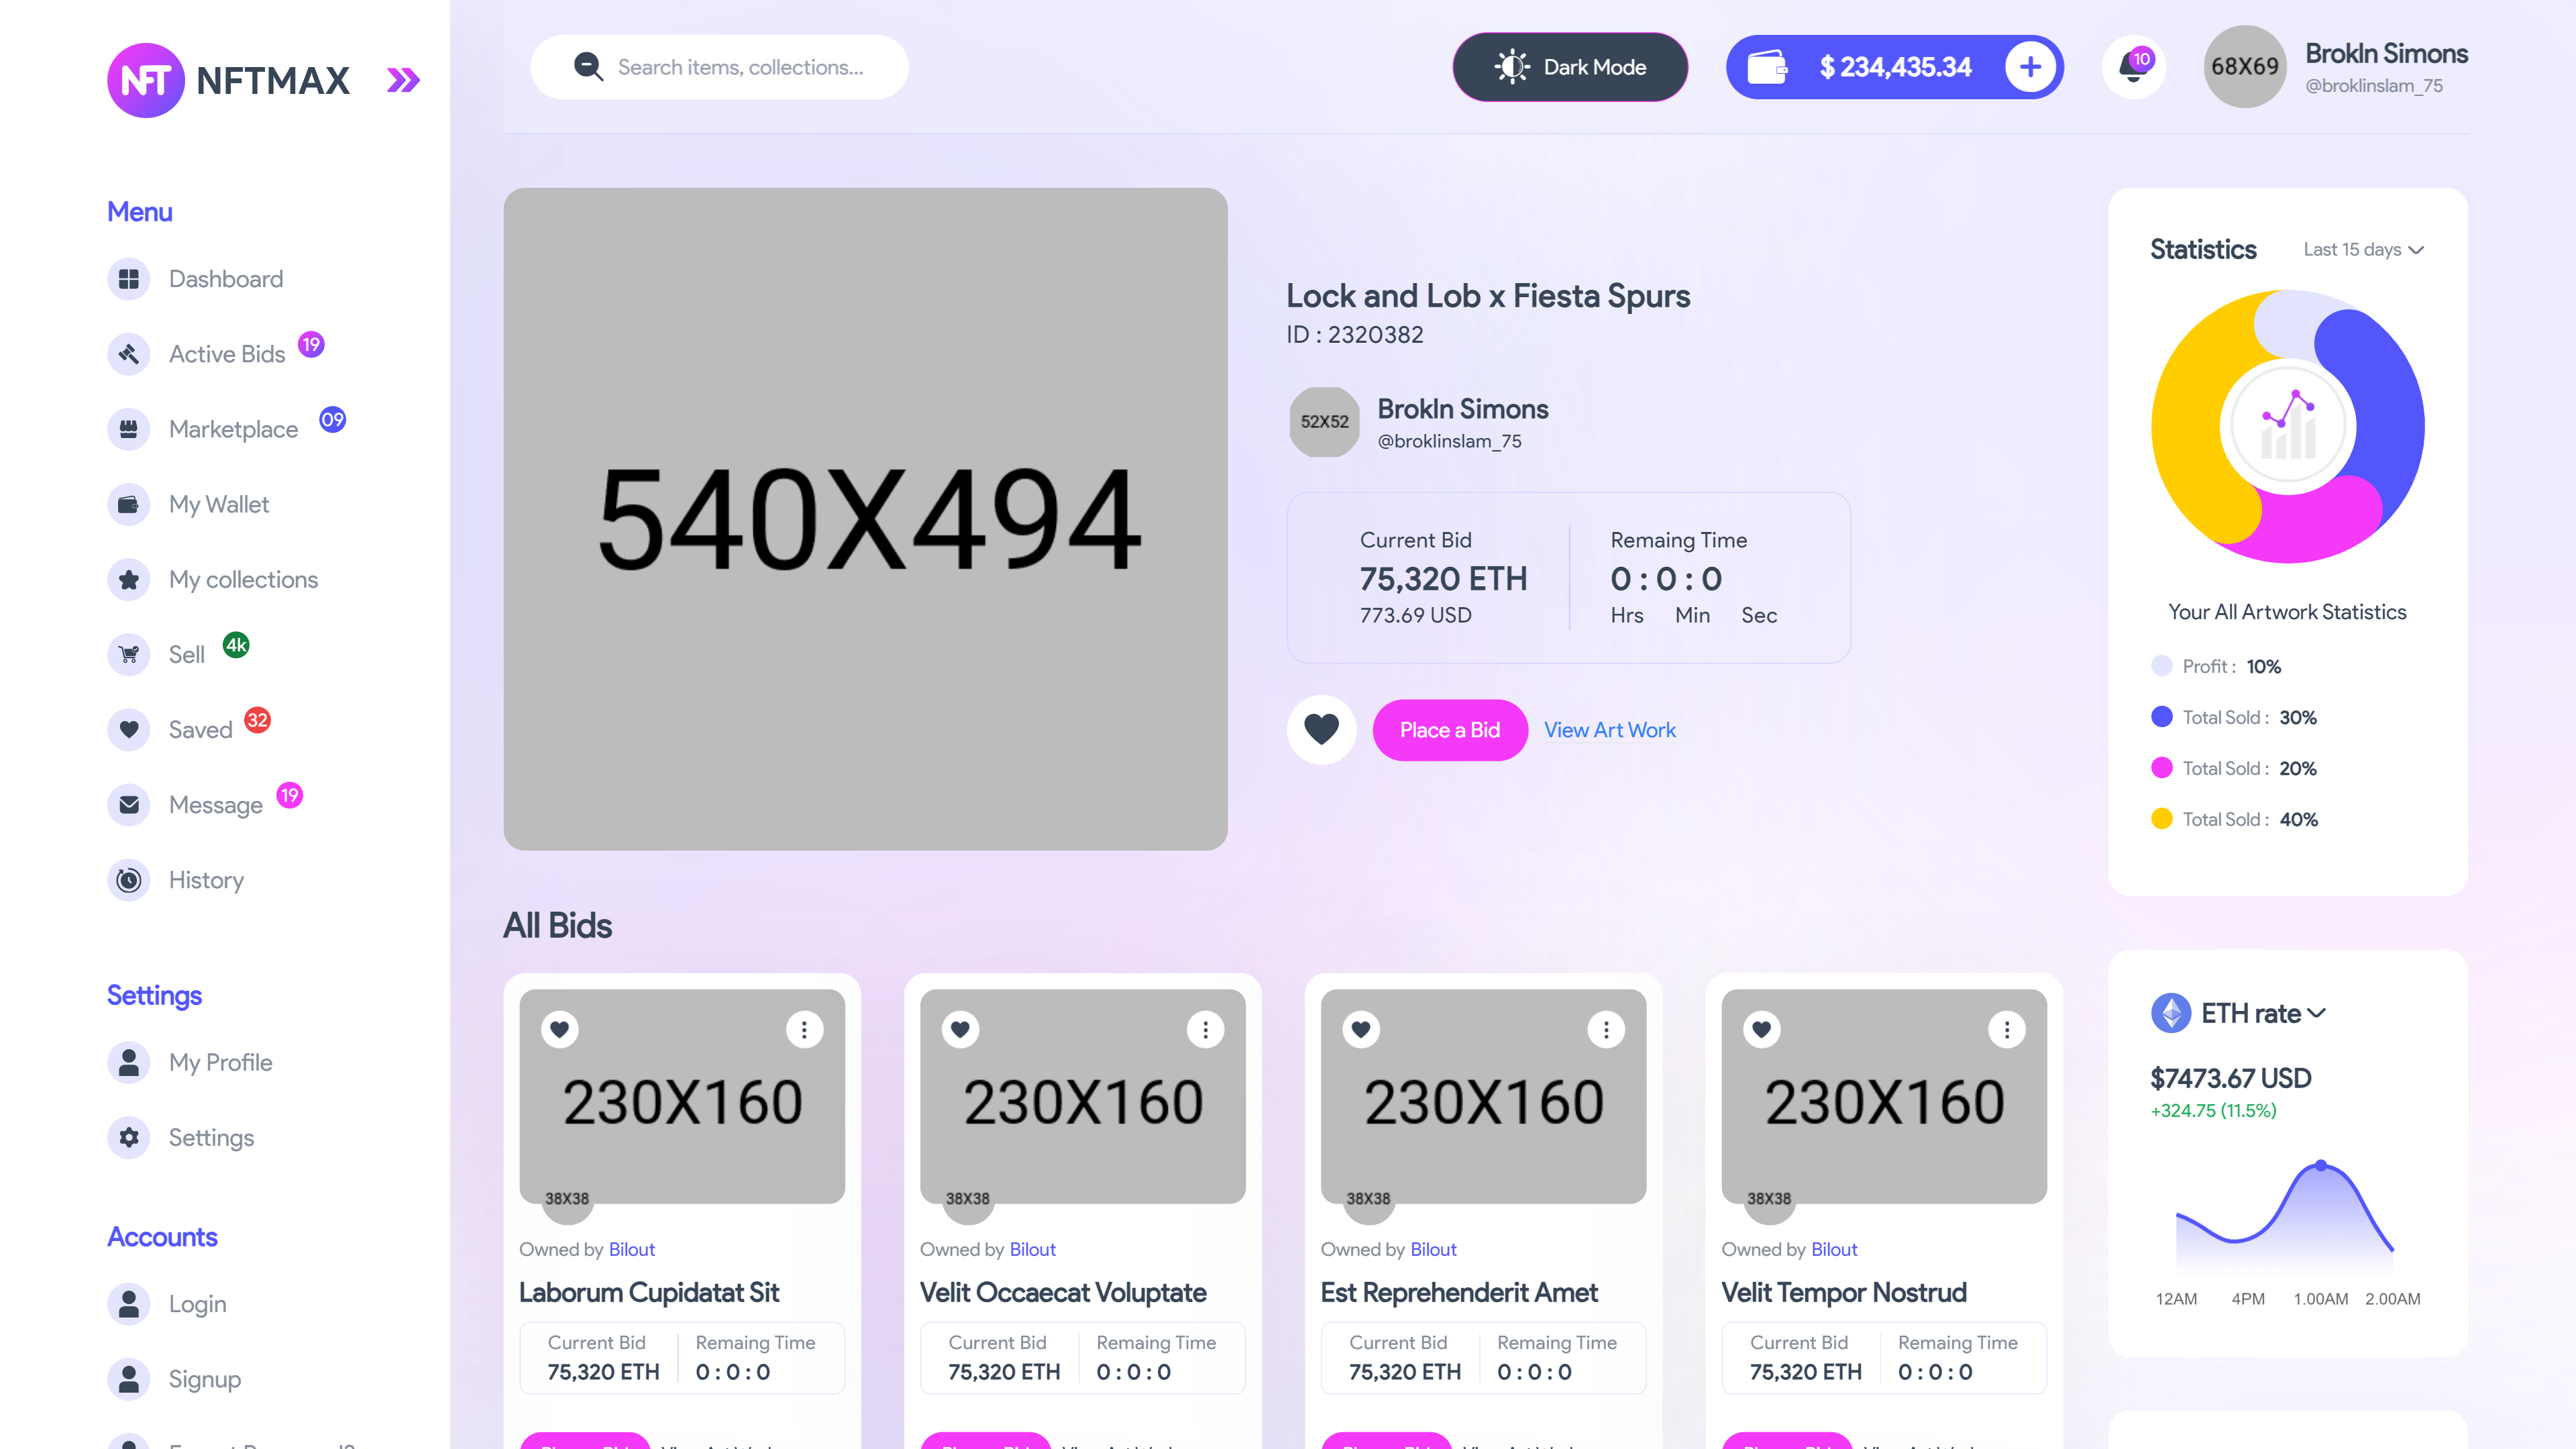 NFT NFTMAX
Search items, collections...
Dark Mode
$ 234,435.34
10
68X69
Brokln Simons
@broklinslam_75
Menu
Dashboard
Active Bids 19
Marketplace 09
My Wallet
My collections
Sell 4k
Saved 32
Message 19
History
Settings
My Profile
Settings
Accounts
Login
Signup
540X494
Lock and Lob x Fiesta Spurs
ID : 2320382
52X52
Brokln Simons
@broklinslam_75
Current Bid
75,320 ETH
773.69 USD
Remaing Time
0 : 0 : 0
Hrs Min Sec
Place a Bid
View Art Work
Statistics
Last 15 days
Your All Artwork Statistics
Profit : 10%
Total Sold : 30%
Total Sold : 20%
Total Sold : 40%
All Bids
230X160
38X38
Owned by Bilout
Laborum Cupidatat Sit
Current Bid
75,320 ETH
Remaing Time
0 : 0 : 0
230X160
38X38
Owned by Bilout
Velit Occaecat Voluptate
Current Bid
75,320 ETH
Remaing Time
0 : 0 : 0
230X160
38X38
Owned by Bilout
Est Reprehenderit Amet
Current Bid
75,320 ETH
Remaing Time
0 : 0 : 0
230X160
38X38
Owned by Bilout
Velit Tempor Nostrud
Current Bid
75,320 ETH
Remaing Time
0 : 0 : 0
ETH rate
$7473.67 USD
+324.75 (11.5%)
12AM 4PM 1.00AM 2.00AM